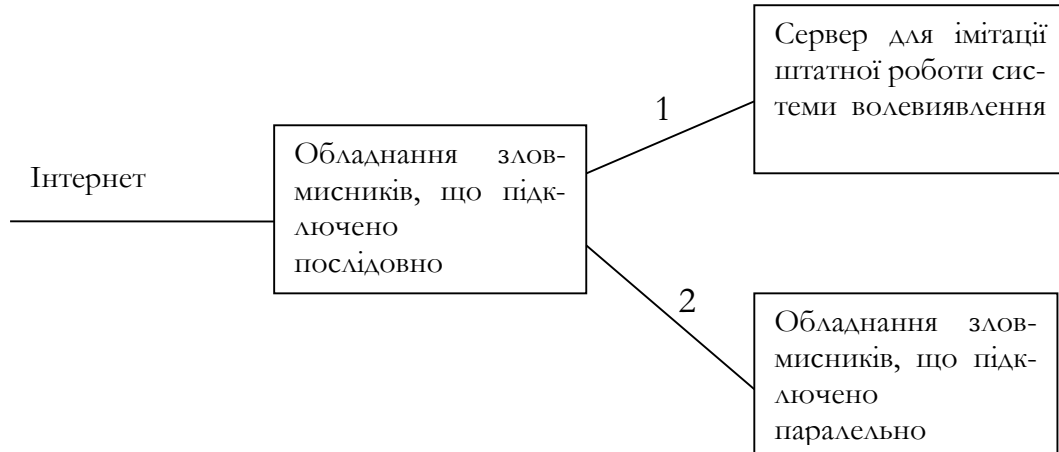 Сервер для імітації
штатної роботи сис-
теми волевиявлення
1
Інтернет
Обладнання злов-
мисників, що підк-
лючено
послідовно
2
Обладнання злов-
мисників, що підк-
лючено
паралельно